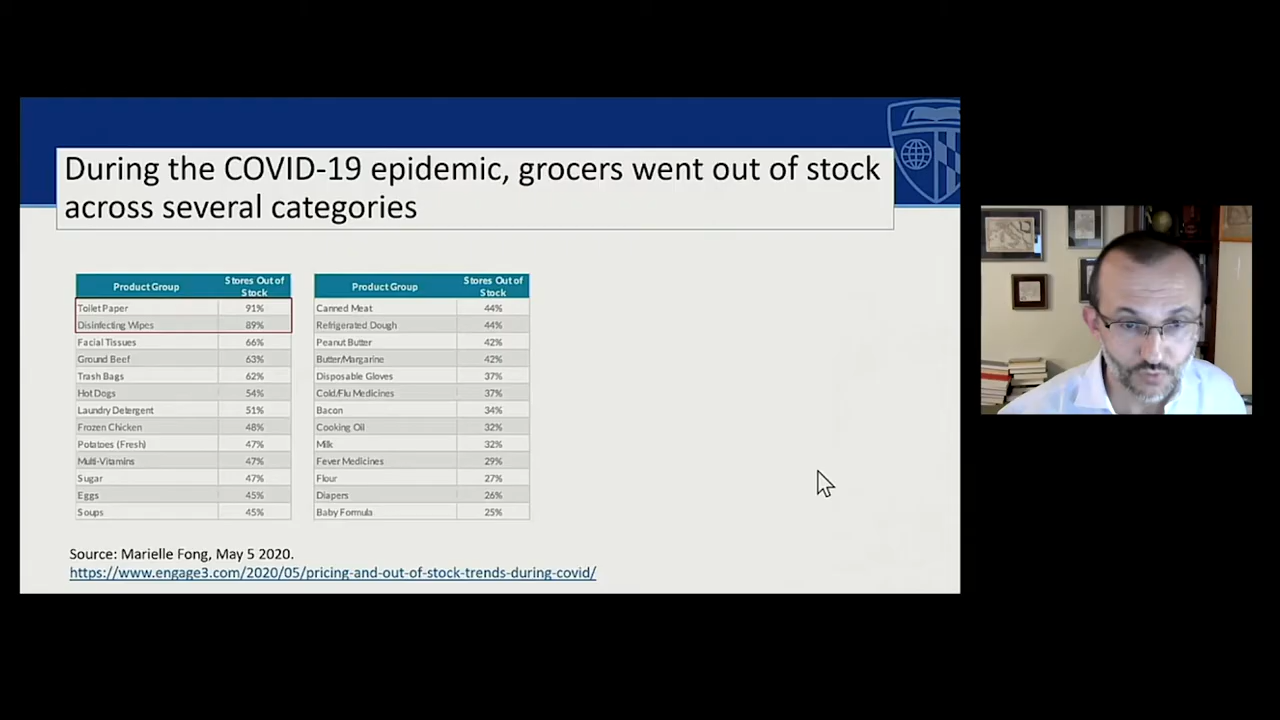 During the COVID-19 epidemic, grocers went out of stock
across several categories
Product Group Stores Out of Stock
Toilet Paper 91%
Disinfecting Wipes 89%
Facial Tissues 66%
Ground Beef 63%
Trash Bags 62%
Hot Dogs 54%
Laundry Detergent 51%
Frozen Chicken 48%
Potatoes (Fresh) 47%
Multi-Vitamins 47%
Sugar 47%
Eggs 45%
Soups 45%
Product Group Stores Out of Stock
Canned Meat 44%
Refrigerated Dough 44%
Peanut Butter 42%
Butter/Margarine 42%
Disposable Gloves 37%
Cold/Flu Medicines 37%
Bacon 34%
Cooking Oil 32%
Milk 32%
Fever Medicines 29%
Flour 27%
Diapers 26%
Baby Formula 25%
Source: Marielle Fong, May 5 2020.
https://www.engage3.com/2020/05/pricing-and-out-of-stock-trends-during-covid/